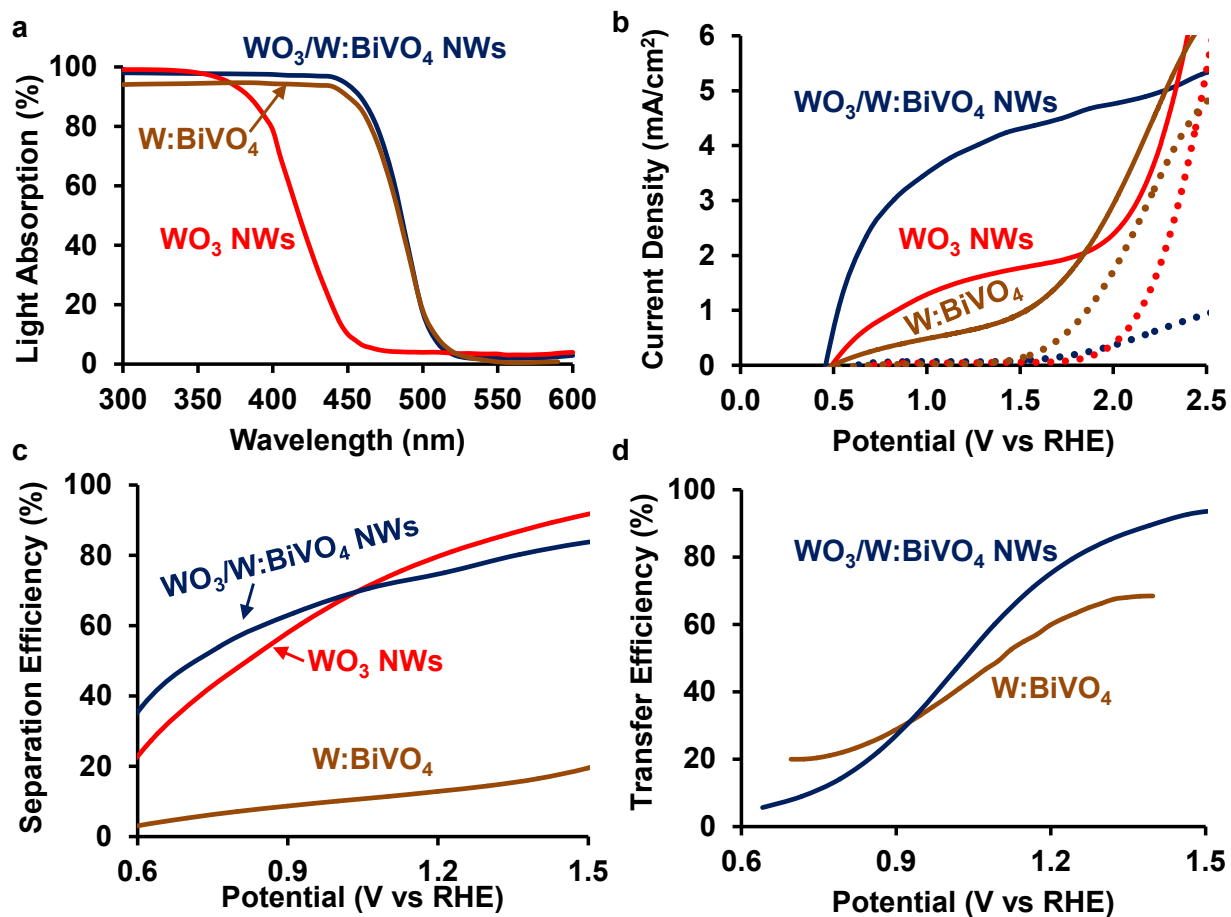 a
WO₃/W:BiVO₄ NWs
W:BiVO₄
WO₃ NWs
Light Absorption (%)
100
80
60
40
20
0
300 350 400 450 500 550 600
Wavelength (nm)
b
WO₃/W:BiVO₄ NWs
WO₃ NWs
W:BiVO₄
Current Density (mA/cm²)
6
5
4
3
2
1
0
0.0 0.5 1.0 1.5 2.0 2.5
Potential (V vs RHE)
c
WO₃/W:BiVO₄ NWs
WO₃ NWs
W:BiVO₄
Separation Efficiency (%)
100
80
60
40
20
0
0.6 0.9 1.2 1.5
Potential (V vs RHE)
d
WO₃/W:BiVO₄ NWs
W:BiVO₄
Transfer Efficiency (%)
100
80
60
40
20
0
0.6 0.9 1.2 1.5
Potential (V vs RHE)